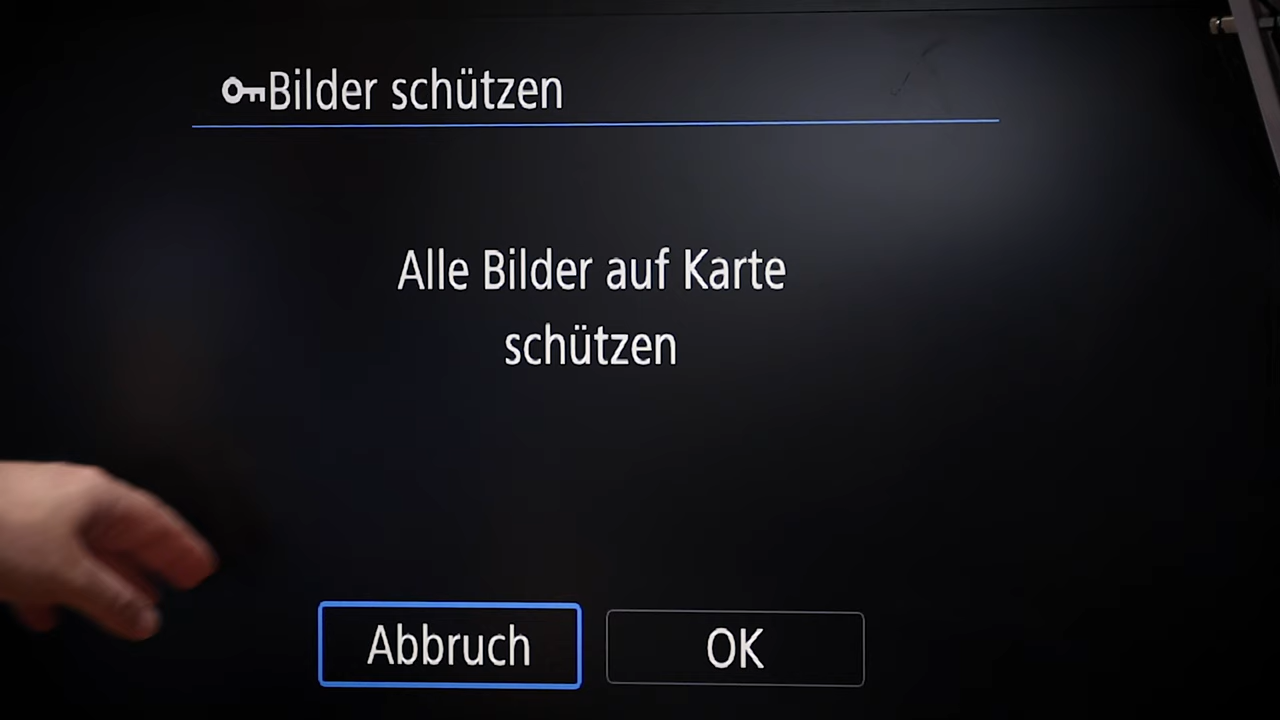 Bilder schützen
Alle Bilder auf Karte
schützen
Abbruch
OK